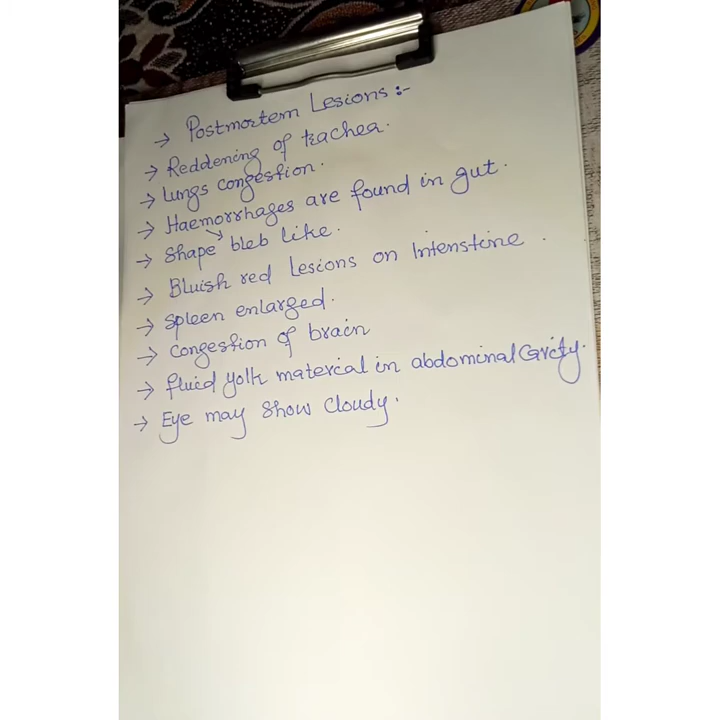 → Postmortem Lesions:-
→ Reddening of trachea.
→ Lungs congestion.
→ Haemorrhages are found in gut.
→ Shape → bleb like.
→ Bluish red Lesions on Intenstine.
→ Spleen enlarged.
→ Congestion of brain
→ fluid yolk material in abdominal Cavity.
→ Eye may show Cloudy.